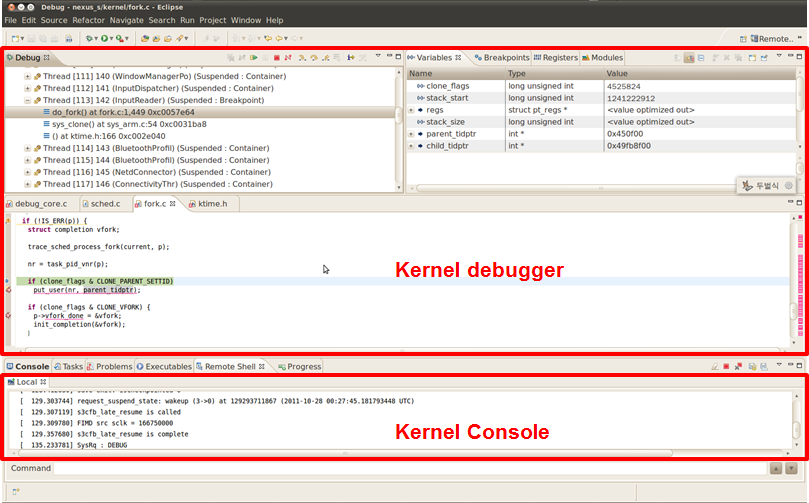 Debug - nexus_s/kernel/fork.c - Eclipse
File Edit Source Refactor Navigate Search Run Project Window Help
Remote..
Debug
Thread [111] 140 (WindowManagerPo) (Suspended : Container)
Thread [112] 141 (InputDispatcher) (Suspended : Container)
Thread [113] 142 (InputReader) (Suspended : Breakpoint)
do_fork() at fork.c:1,449 0xc0057e64
sys_clone() at sys_arm.c:54 0xc0031ba8
() at ktime.h:166 0xc002e040
Thread [114] 143 (BluetoothProfil) (Suspended : Container)
Thread [115] 144 (BluetoothProfil) (Suspended : Container)
Thread [116] 145 (NetdConnector) (Suspended : Container)
Thread [117] 146 (ConnectivityThr) (Suspended : Container)
Variables Breakpoints Registers Modules
Name Type Value
clone_flags long unsigned int 4525824
stack_start long unsigned int 1241222912
regs struct pt_regs * <value optimized out>
stack_size long unsigned int <value optimized out>
parent_tidptr int * 0x450f00
child_tidptr int * 0x49fb8f00
두벌식
debug_core.c sched.c fork.c ktime.h
if (!IS_ERR(p)) {
struct completion vfork;
trace_sched_process_fork(current, p);
nr = task_pid_vnr(p);
if (clone_flags & CLONE_PARENT_SETTID)
put_user(nr, parent_tidptr);
if (clone_flags & CLONE_VFORK) {
p->vfork_done = &vfork;
init_completion(&vfork);
Kernel debugger
Console Tasks Problems Executables Remote Shell Progress
Local
[ 129.303744] request_suspend_state: wakeup (3->0) at 129293711867 (2011-10-28 00:27:45.181793448 UTC)
[ 129.307119] s3cfb_late_resume is called
[ 129.309780] FIMD src sclk = 166750000
[ 129.357680] s3cfb_late_resume is complete
[ 135.233781] SysRq : DEBUG
Kernel Console
Command